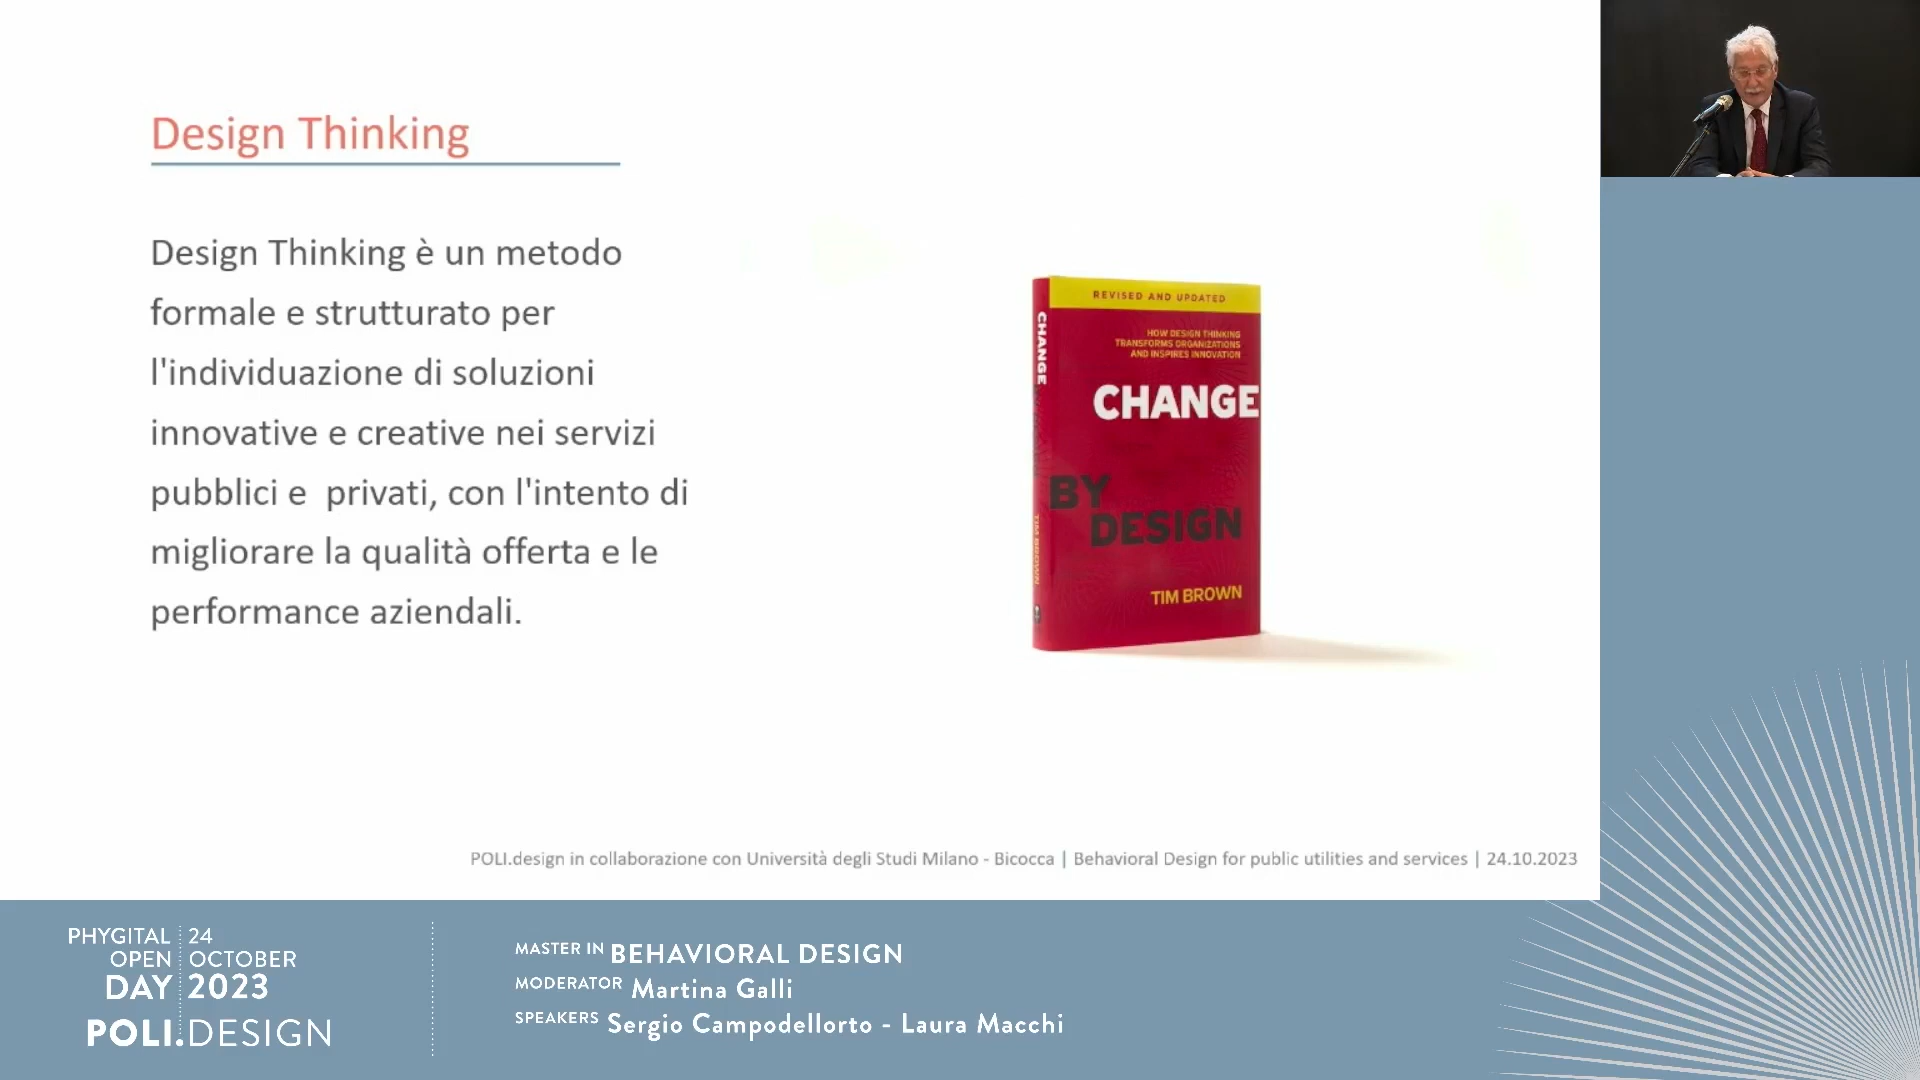 Design Thinking
Design Thinking è un metodo
formale e strutturato per
l'individuazione di soluzioni
innovative e creative nei servizi
pubblici e  privati, con l'intento di
migliorare la qualità offerta e le
performance aziendali.
REVISED AND UPDATED
HOW DESIGN THINKING
TRANSFORMS ORGANIZATIONS
AND INSPIRES INNOVATION
CHANGE
BY
DESIGN
TIM BROWN
CHANGE
TIM BROWN
POLI.design in collaborazione con Università degli Studi Milano - Bicocca | Behavioral Design for public utilities and services | 24.10.2023
PHYGITAL 24
OPEN OCTOBER
DAY 2023
POLI.DESIGN
MASTER IN BEHAVIORAL DESIGN
MODERATOR Martina Galli
SPEAKERS Sergio Campodellorto - Laura Macchi